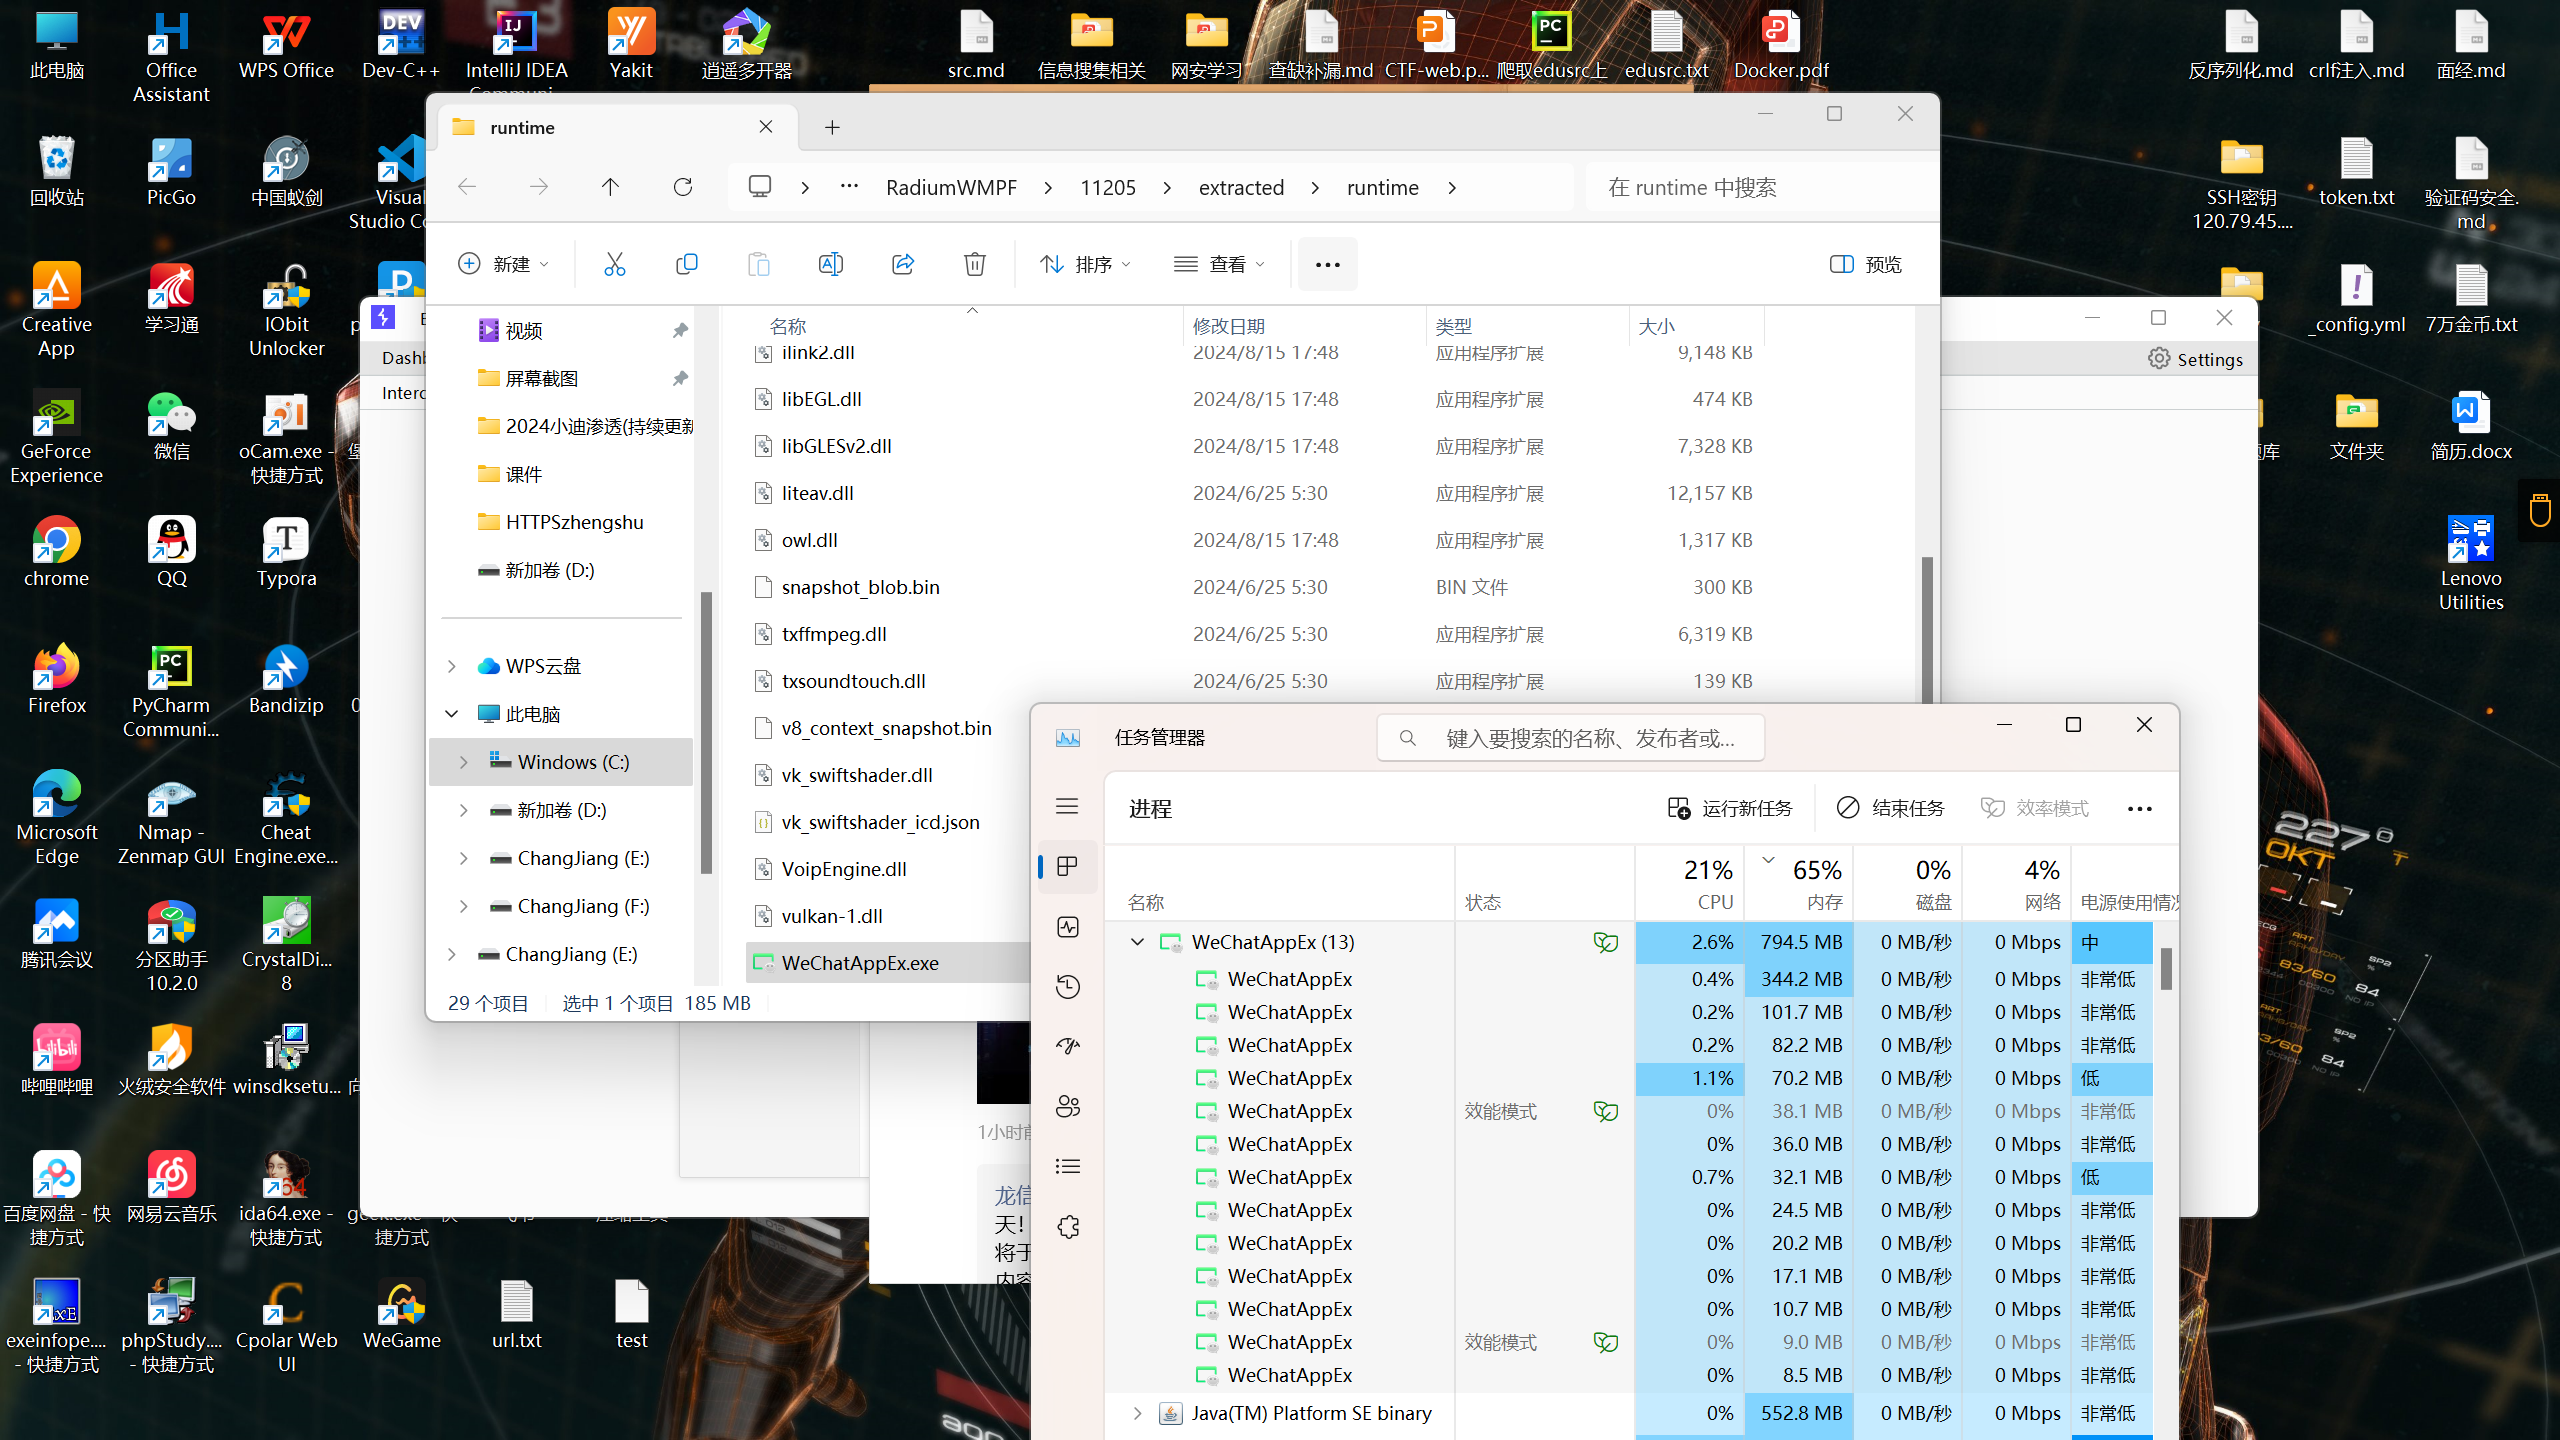 此电脑
Office
Assistant
WPS Office
Dev-C++
IntelliJ IDEA
Yakit
逍遥多开器
src.md
信息搜集相关
网安学习
查缺补漏.md
CTF-web.p...
爬取edusrc上
edusrc.txt
Docker.pdf
反序列化.md
crlf注入.md
面经.md
回收站
PicGo
中国蚁剑
Visual
Studio Co
SSH密钥
120.79.45....
token.txt
验证码安全.
md
Creative
App
学习通
IObit
Unlocker
_config.yml
7万金币.txt
GeForce
Experience
微信
oCam.exe -
快捷方式
文件夹
简历.docx
chrome
QQ
Typora
Lenovo
Utilities
Firefox
PyCharm
Communi...
Bandizip
Microsoft
Edge
Nmap -
Zenmap GUI
Cheat
Engine.exe...
腾讯会议
分区助手
10.2.0
CrystalDi...
8
哔哩哔哩
火绒安全软件
winsdksetu...
百度网盘 - 快
捷方式
网易云音乐
ida64.exe -
快捷方式
捷方式
exeinfope....
- 快捷方式
phpStudy....
- 快捷方式
Cpolar Web
UI
WeGame
url.txt
test
Settings
runtime
RadiumWMPF
11205
extracted
runtime
在 runtime 中搜索
新建
排序
查看
预览
视频
屏幕截图
2024小迪渗透(持续更新
课件
HTTPSzhengshu
新加卷 (D:)
WPS云盘
此电脑
Windows (C:)
新加卷 (D:)
ChangJiang (E:)
ChangJiang (F:)
ChangJiang (E:)
名称 修改日期 类型 大小
ilink2.dll 2024/8/15 17:48 应用程序扩展 9,148 KB
libEGL.dll 2024/8/15 17:48 应用程序扩展 474 KB
libGLESv2.dll 2024/8/15 17:48 应用程序扩展 7,328 KB
liteav.dll 2024/6/25 5:30 应用程序扩展 12,157 KB
owl.dll 2024/8/15 17:48 应用程序扩展 1,317 KB
snapshot_blob.bin 2024/6/25 5:30 BIN 文件 300 KB
txffmpeg.dll 2024/6/25 5:30 应用程序扩展 6,319 KB
txsoundtouch.dll 2024/6/25 5:30 应用程序扩展 139 KB
v8_context_snapshot.bin
vk_swiftshader.dll
vk_swiftshader_icd.json
VoipEngine.dll
vulkan-1.dll
WeChatAppEx.exe
29 个项目 选中 1 个项目 185 MB
1小时前
龙信
天！
将于
内容
任务管理器
键入要搜索的名称、发布者或...
进程
运行新任务
结束任务
效率模式
21% 65% 0% 4%
名称 状态 CPU 内存 磁盘 网络 电源使用情况
WeChatAppEx (13) 2.6% 794.5 MB 0 MB/秒 0 Mbps 中
WeChatAppEx 0.4% 344.2 MB 0 MB/秒 0 Mbps 非常低
WeChatAppEx 0.2% 101.7 MB 0 MB/秒 0 Mbps 非常低
WeChatAppEx 0.2% 82.2 MB 0 MB/秒 0 Mbps 非常低
WeChatAppEx 1.1% 70.2 MB 0 MB/秒 0 Mbps 低
WeChatAppEx 效能模式 0% 38.1 MB 0 MB/秒 0 Mbps 非常低
WeChatAppEx 0% 36.0 MB 0 MB/秒 0 Mbps 非常低
WeChatAppEx 0.7% 32.1 MB 0 MB/秒 0 Mbps 低
WeChatAppEx 0% 24.5 MB 0 MB/秒 0 Mbps 非常低
WeChatAppEx 0% 20.2 MB 0 MB/秒 0 Mbps 非常低
WeChatAppEx 0% 17.1 MB 0 MB/秒 0 Mbps 非常低
WeChatAppEx 0% 10.7 MB 0 MB/秒 0 Mbps 非常低
WeChatAppEx 效能模式 0% 9.0 MB 0 MB/秒 0 Mbps 非常低
WeChatAppEx 0% 8.5 MB 0 MB/秒 0 Mbps 非常低
Java(TM) Platform SE binary 0% 552.8 MB 0 MB/秒 0 Mbps 非常低